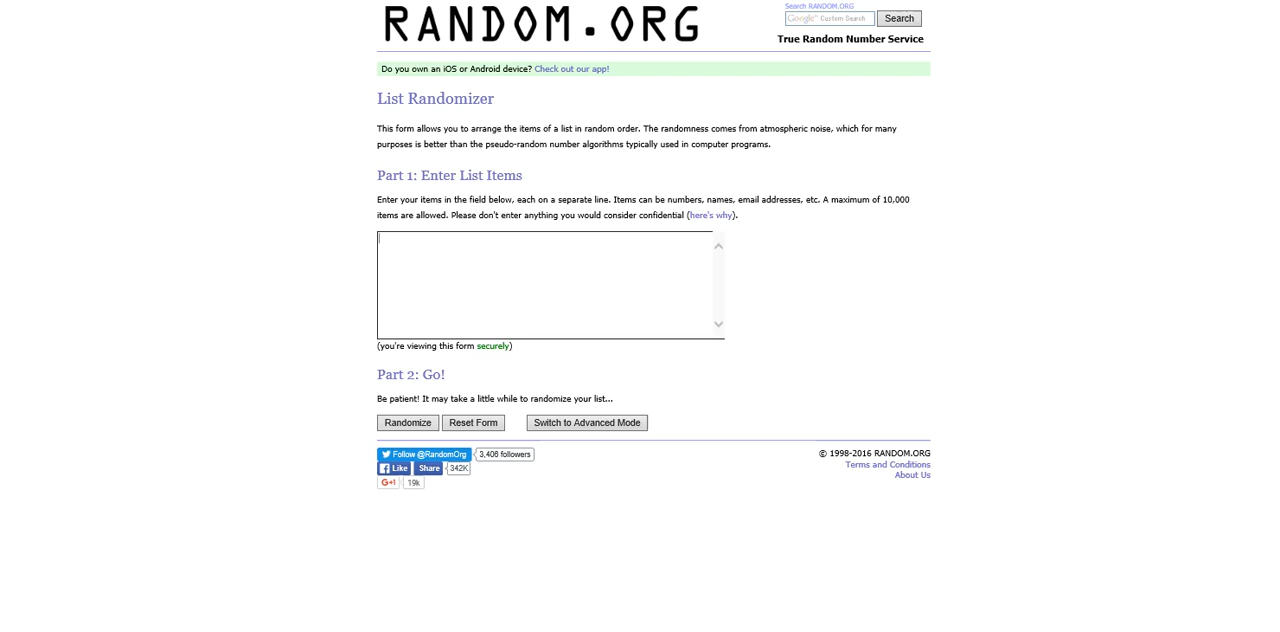 RANDOM.ORG
Search RANDOM.ORG
Google™ Custom Search
Search
True Random Number Service
Do you own an iOS or Android device? Check out our app!
List Randomizer
This form allows you to arrange the items of a list in random order. The randomness comes from atmospheric noise, which for many
purposes is better than the pseudo-random number algorithms typically used in computer programs.
Part 1: Enter List Items
Enter your items in the field below, each on a separate line. Items can be numbers, names, email addresses, etc. A maximum of 10,000
items are allowed. Please don't enter anything you would consider confidential (here's why).
(you're viewing this form securely)
Part 2: Go!
Be patient! It may take a little while to randomize your list...
Randomize Reset Form Switch to Advanced Mode
Follow @RandomOrg 3,406 followers
Like Share 342K
G+1 19k
© 1998-2016 RANDOM.ORG
Terms and Conditions
About Us